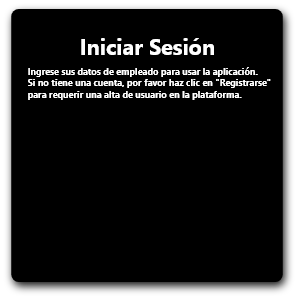 Iniciar Sesión
Ingrese sus datos de empleado para usar la aplicación.
Si no tiene una cuenta, por favor haz clic en "Registrarse"
para requerir una alta de usuario en la plataforma.